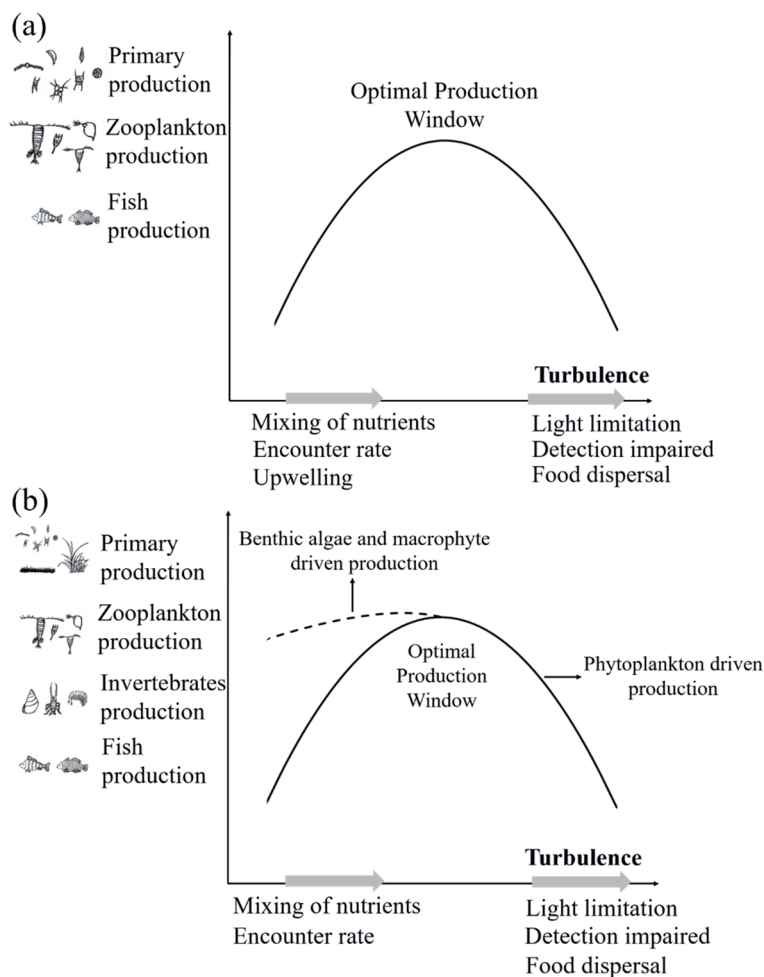 (a)
Primary
production
Zooplankton
production
Fish
production
Optimal Production
Window
Turbulence
Mixing of nutrients
Encounter rate
Upwelling
Light limitation
Detection impaired
Food dispersal
(b)
Primary
production
Zooplankton
production
Invertebrates
production
Fish
production
Benthic algae and macrophyte
driven production
Optimal
Production
Window
Phytoplankton driven
production
Turbulence
Mixing of nutrients
Encounter rate
Light limitation
Detection impaired
Food dispersal